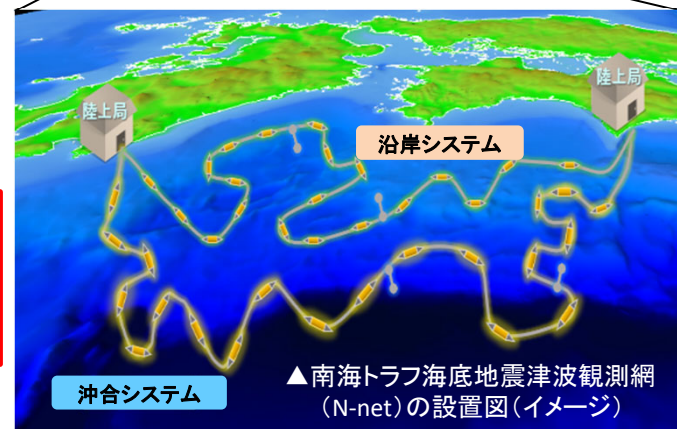 陸上局
陸上局
沿岸システム
沖合システム
▲南海トラフ海底地震津波観測網
（N-net）の設置図（イメージ）